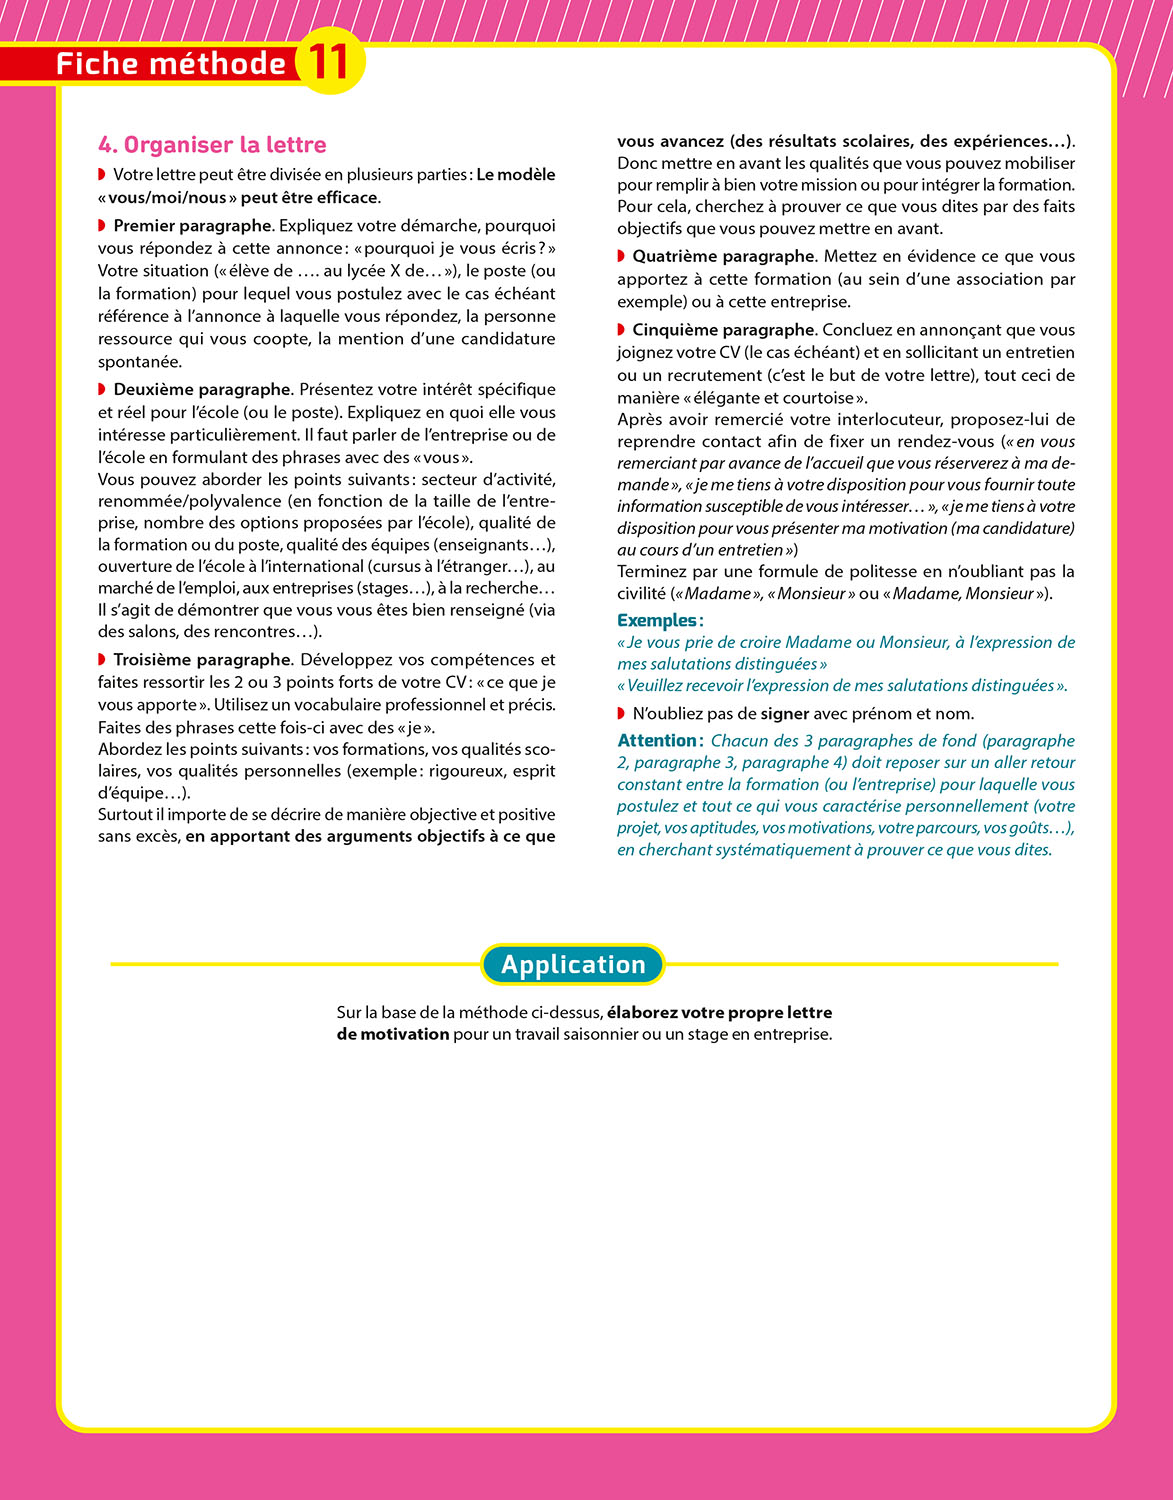 Fiche méthode 11
4. Organiser la lettre
◗ Votre lettre peut être divisée en plusieurs parties : Le modèle
« vous/moi/nous » peut être efficace.
◗ Premier paragraphe. Expliquez votre démarche, pourquoi
vous répondez à cette annonce : « pourquoi je vous écris ? »
Votre situation (« élève de …. au lycée X de… »), le poste (ou
la formation) pour lequel vous postulez avec le cas échéant
référence à l’annonce à laquelle vous répondez, la personne
ressource qui vous coopte, la mention d’une candidature
spontanée.
◗ Deuxième paragraphe. Présentez votre intérêt spécifique
et réel pour l’école (ou le poste). Expliquez en quoi elle vous
intéresse particulièrement. Il faut parler de l’entreprise ou de
l’école en formulant des phrases avec des « vous ».
Vous pouvez aborder les points suivants : secteur d’activité,
renommée/polyvalence (en fonction de la taille de l’entre-
prise, nombre des options proposées par l’école), qualité de
la formation ou du poste, qualité des équipes (enseignants…),
ouverture de l’école à l’international (cursus à l’étranger…), au
marché de l’emploi, aux entreprises (stages…), à la recherche…
Il s’agit de démontrer que vous vous êtes bien renseigné (via
des salons, des rencontres…).
◗ Troisième paragraphe. Développez vos compétences et
faites ressortir les 2 ou 3 points forts de votre CV : « ce que je
vous apporte ». Utilisez un vocabulaire professionnel et précis.
Faites des phrases cette fois-ci avec des « je ».
Abordez les points suivants : vos formations, vos qualités sco-
laires, vos qualités personnelles (exemple : rigoureux, esprit
d’équipe…).
Surtout il importe de se décrire de manière objective et positive
sans excès, en apportant des arguments objectifs à ce que
vous avancez (des résultats scolaires, des expériences…).
Donc mettre en avant les qualités que vous pouvez mobiliser
pour remplir à bien votre mission ou pour intégrer la formation.
Pour cela, cherchez à prouver ce que vous dites par des faits
objectifs que vous pouvez mettre en avant.
◗ Quatrième paragraphe. Mettez en évidence ce que vous
apportez à cette formation (au sein d’une association par
exemple) ou à cette entreprise.
◗ Cinquième paragraphe. Concluez en annonçant que vous
joignez votre CV (le cas échéant) et en sollicitant un entretien
ou un recrutement (c’est le but de votre lettre), tout ceci de
manière « élégante et courtoise ».
Après avoir remercié votre interlocuteur, proposez-lui de
reprendre contact afin de fixer un rendez-vous (« en vous
remerciant par avance de l’accueil que vous réserverez à ma de-
mande », « je me tiens à votre disposition pour vous fournir toute
information susceptible de vous intéresser… », « je me tiens à votre
disposition pour vous présenter ma motivation (ma candidature)
au cours d’un entretien »)
Terminez par une formule de politesse en n’oubliant pas la
civilité (« Madame », « Monsieur » ou « Madame, Monsieur »).
Exemples :
« Je vous prie de croire Madame ou Monsieur, à l’expression de
mes salutations distinguées »
« Veuillez recevoir l’expression de mes salutations distinguées ».
◗ N’oubliez pas de signer avec prénom et nom.
Attention : Chacun des 3 paragraphes de fond (paragraphe
2, paragraphe 3, paragraphe 4) doit reposer sur un aller retour
constant entre la formation (ou l’entreprise) pour laquelle vous
postulez et tout ce qui vous caractérise personnellement (votre
projet, vos aptitudes, vos motivations, votre parcours, vos goûts…),
en cherchant systématiquement à prouver ce que vous dites.
Application
Sur la base de la méthode ci-dessus, élaborez votre propre lettre
de motivation pour un travail saisonnier ou un stage en entreprise.